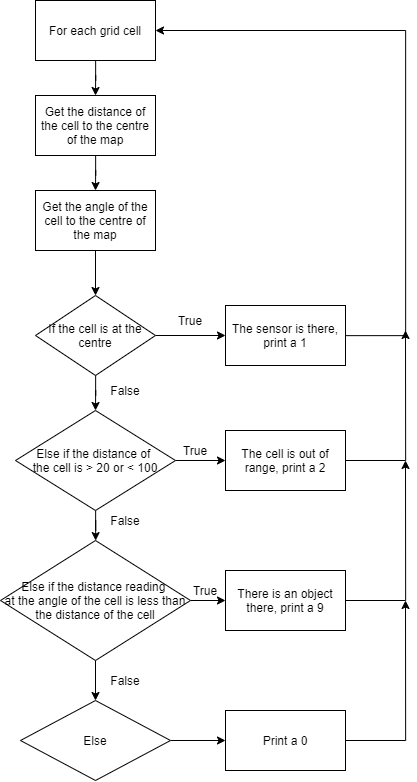 For each grid cell
Get the distance of
the cell to the centre
of the map
Get the angle of the
cell to the centre of
the map
If the cell is at the
centre
True
The sensor is there,
print a 1
False
Else if the distance of
the cell is > 20 or < 100
True
The cell is out of
range, print a 2
False
Else if the distance reading
at the angle of the cell is less than
the distance of the cell
True
There is an object
there, print a 9
False
Else
Print a 0